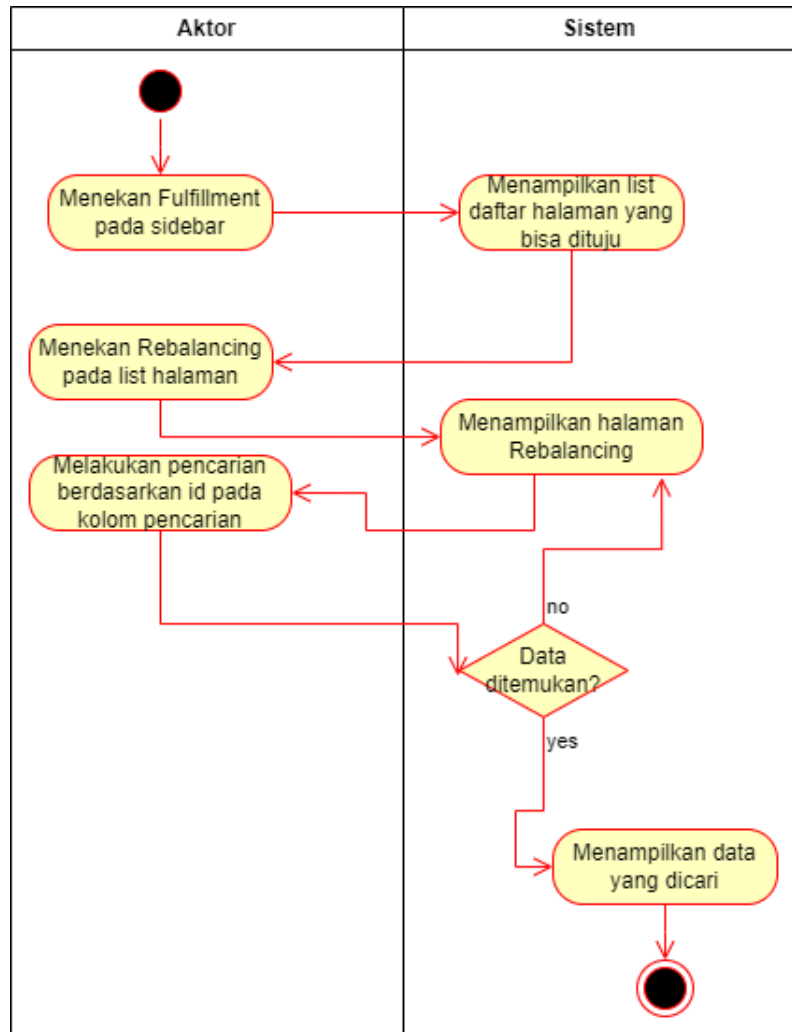 Aktor
Sistem
Menekan Fulfillment
pada sidebar
Menampilkan list
daftar halaman yang
bisa dituju
Menekan Rebalancing
pada list halaman
Menampilkan halaman
Rebalancing
Melakukan pencarian
berdasarkan id pada
kolom pencarian
no
Data
ditemukan?
yes
Menampilkan data
yang dicari